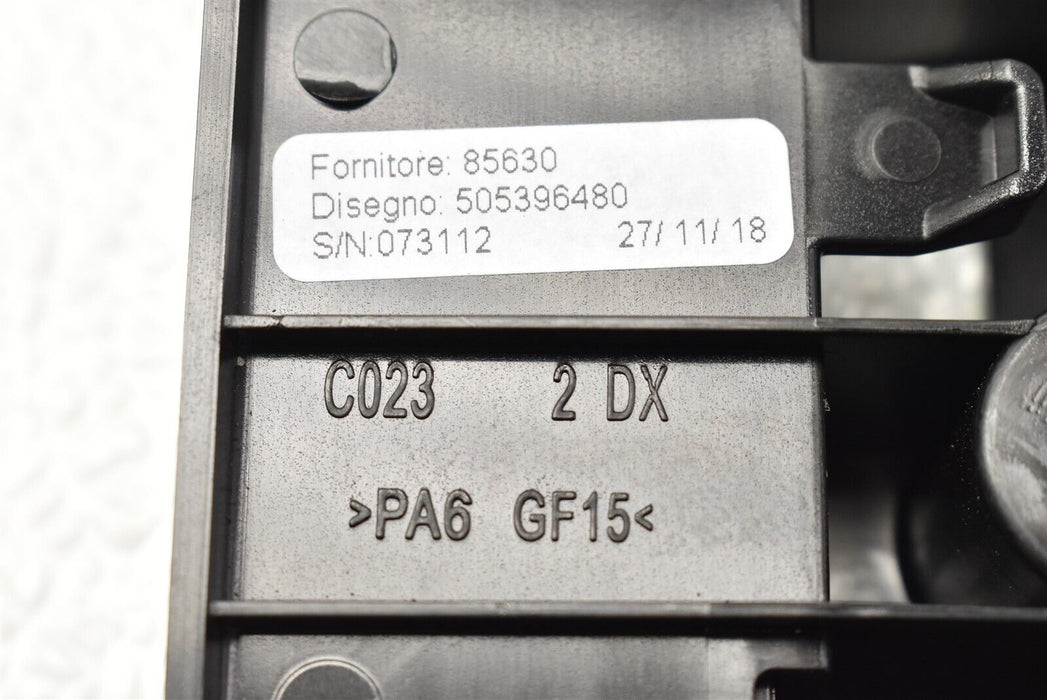 Fornitore: 85630
Disegno: 505396480
S/N:073112 27/ 11/ 18
C023 2 DX
>PA6 GF15<